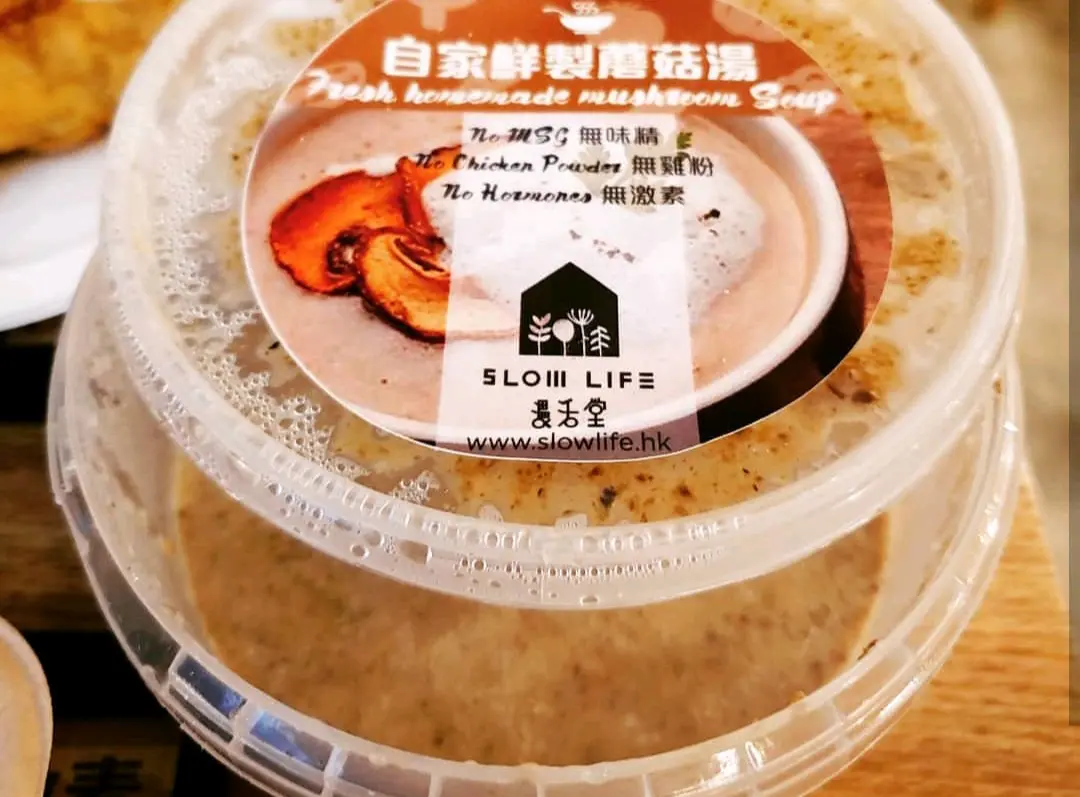 自家鮮製蘑菇湯
Fresh homemade mushroom Soup
No MSG 無味精
No Chicken Powder 無雞粉
No Hormones 無激素
SLOW LIFE
慢活堂
www.slowlife.hk